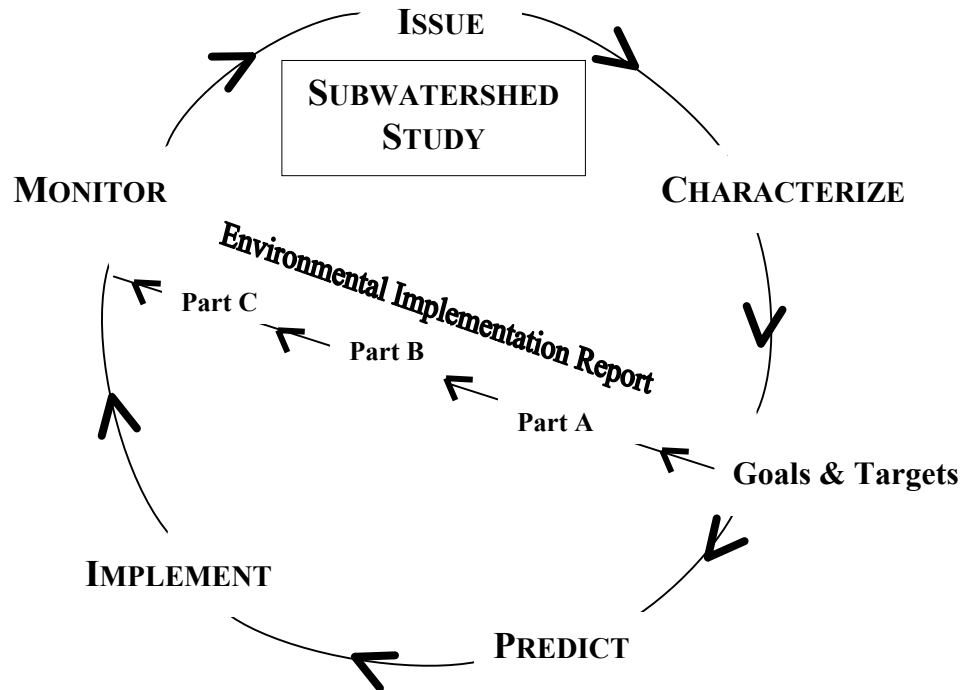 ISSUE
SUBWATERSHED
STUDY
MONITOR
CHARACTERIZE
Environmental Implementation Report
Part C
Part B
Part A
Goals & Targets
IMPLEMENT
PREDICT